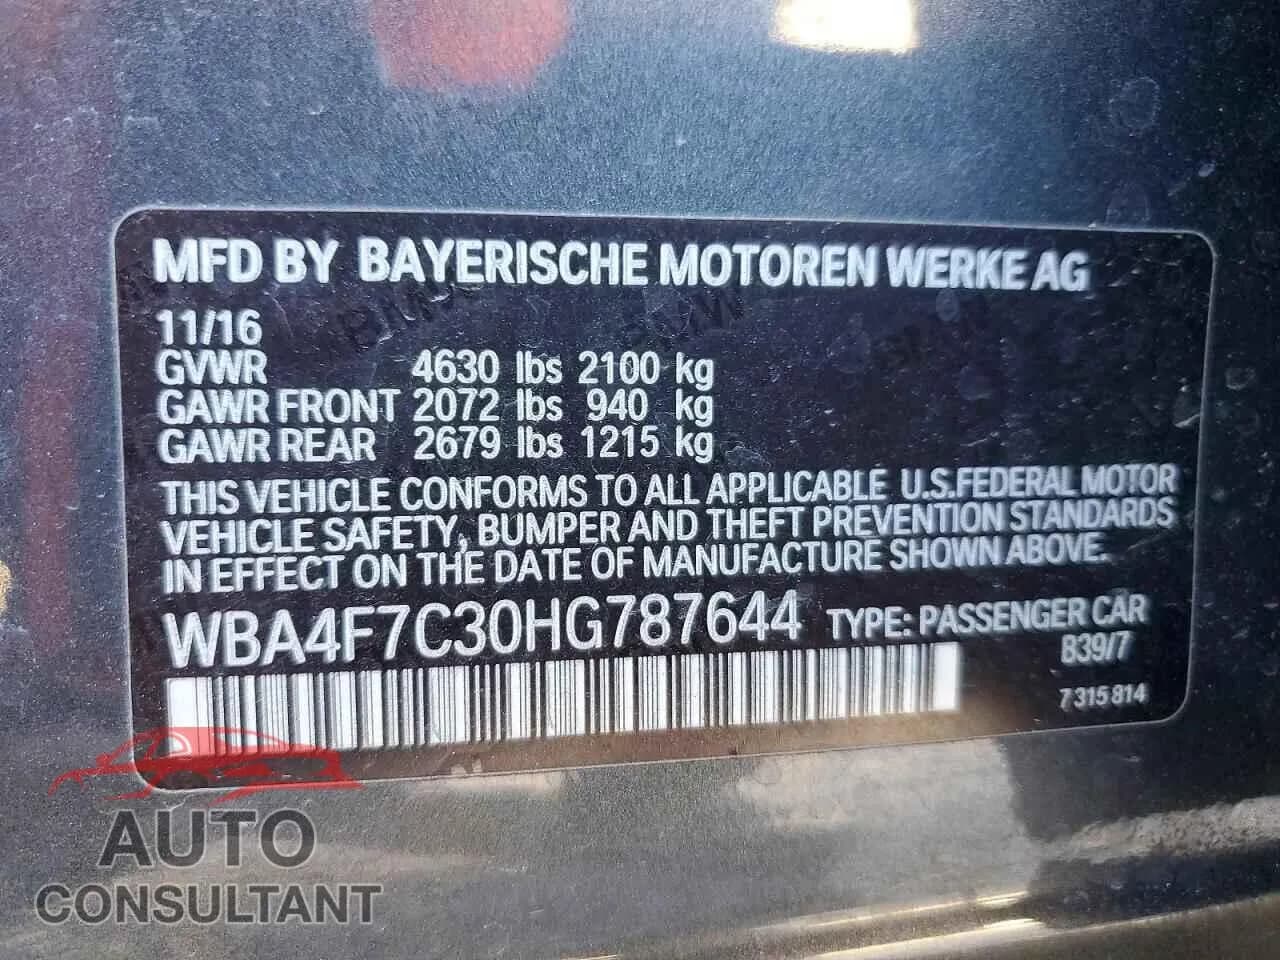 MFD BY BAYERISCHE MOTOREN WERKE AG
11/16
GVWR 4630 lbs 2100 kg
GAWR FRONT 2072 lbs 940 kg
GAWR REAR 2679 lbs 1215 kg
THIS VEHICLE CONFORMS TO ALL APPLICABLE U.S.FEDERAL MOTOR
VEHICLE SAFETY, BUMPER AND THEFT PREVENTION STANDARDS
IN EFFECT ON THE DATE OF MANUFACTURE SHOWN ABOVE.
WBA4F7C30HG787644 TYPE: PASSENGER CAR
B39/7
7 315 814
AUTO
CONSULTANT